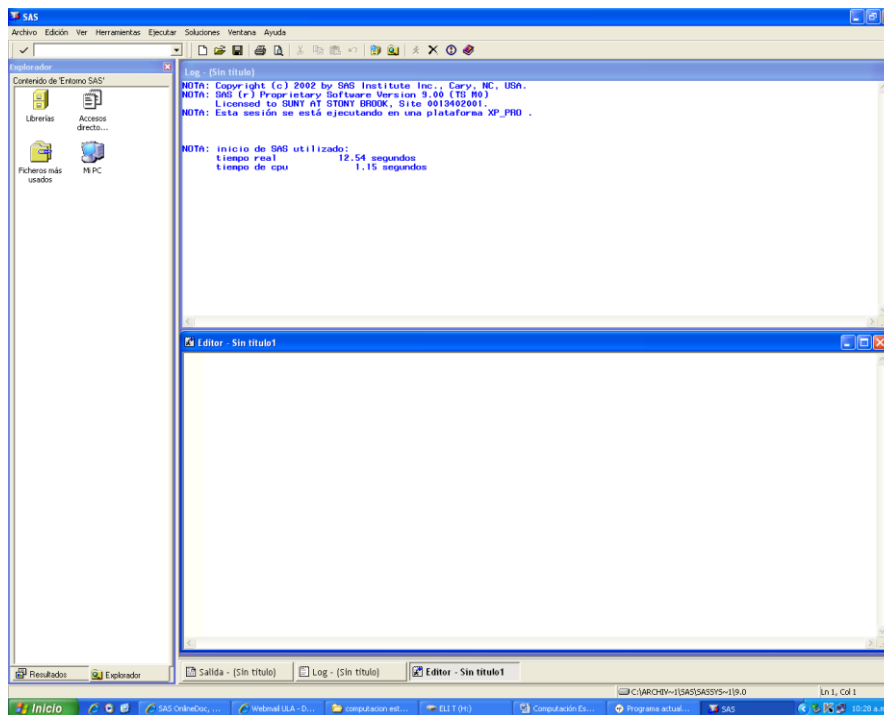 SAS
Archivo Edición Ver Herramientas Ejecutar Soluciones Ventana Ayuda
Explorador
Contenido de 'Entorno SAS'
Librerías
Accesos directo...
Ficheros más usados
Mi PC
Log - (Sin título)
NOTA: Copyright (c) 2002 by SAS Institute Inc., Cary, NC, USA.
NOTA: SAS (r) Proprietary Software Version 9.00 (TS M0)
Licensed to SUNY AT STONY BROOK, Site 0013402001.
NOTA: Esta sesión se está ejecutando en una plataforma XP_PRO .
NOTA: inicio de SAS utilizado:
tiempo real 12.54 segundos
tiempo de cpu 1.15 segundos
Editor - Sin título1
Resultados
Explorador
Salida - (Sin título)
Log - (Sin título)
Editor - Sin título1
C:\ARCHIV~1\SAS\SASSYS~1\9.0
Ln 1, Col 1
Inicio
SAS OnlineDoc, ...
Webmail ULA - D...
computacion est...
ELI T (H:)
Computación Es...
Programa actual...
SAS
10:28 a.m